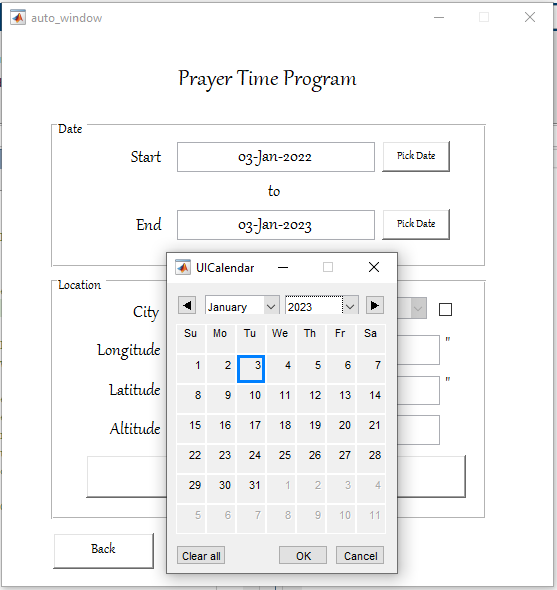 auto_window
Prayer Time Program
Date
Start 03-Jan-2022 Pick Date
to
End 03-Jan-2023 Pick Date
UICalendar
Location
January 2023
City
Su Mo Tu We Th Fr Sa
Longitude "
1 2 3 4 5 6 7
Latitude "
8 9 10 11 12 13 14
Altitude
15 16 17 18 19 20 21
22 23 24 25 26 27 28
29 30 31 1 2 3 4
5 6 7 8 9 10 11
Back
Clear all OK Cancel